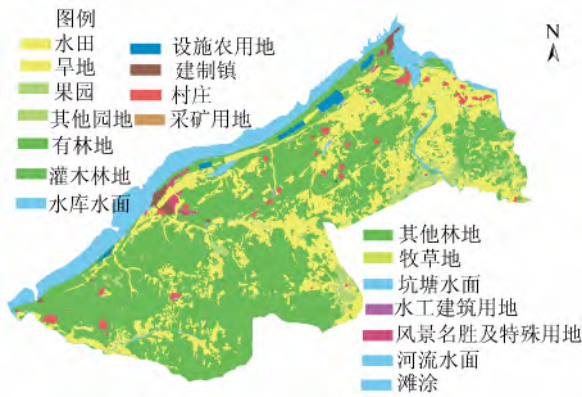 图例
水田
旱地
果园
其他园地
有林地
灌木林地
水库水面
设施农用地
建制镇
村庄
采矿用地
N
其他林地
牧草地
坑塘水面
水工建筑用地
风景名胜及特殊用地
河流水面
滩涂